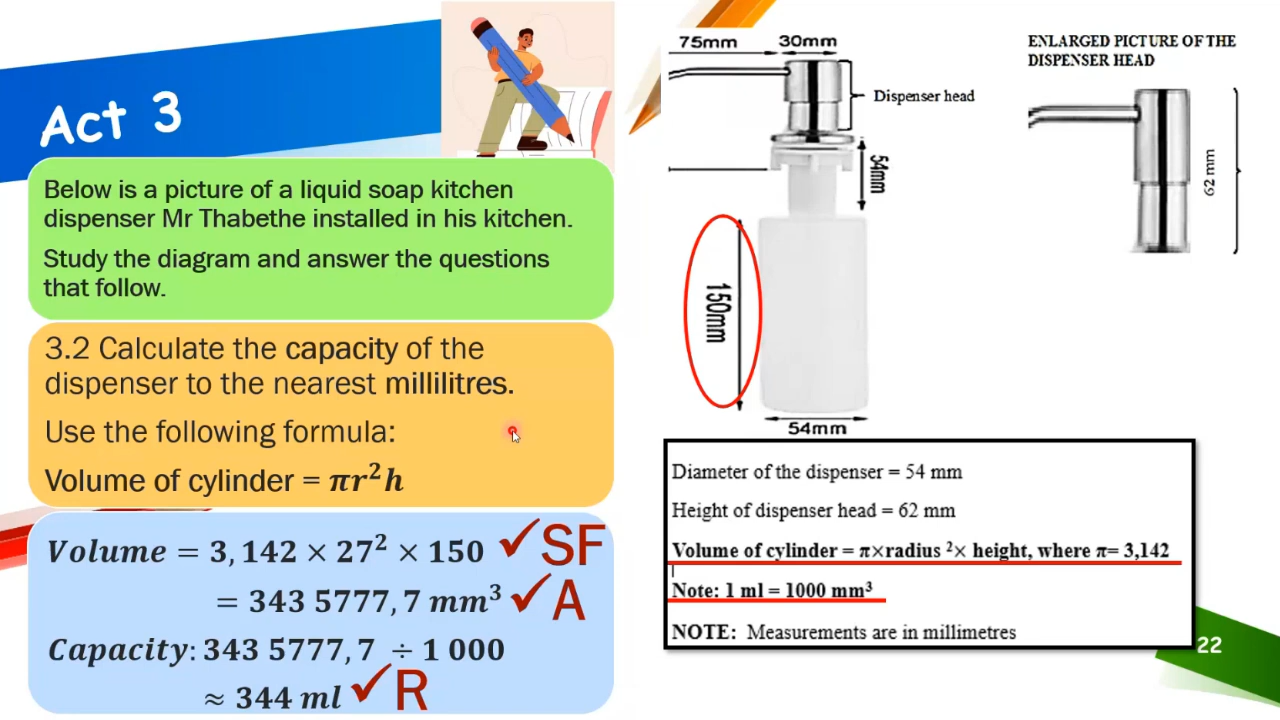 Act 3
Below is a picture of a liquid soap kitchen
dispenser Mr Thabethe installed in his kitchen.
Study the diagram and answer the questions
that follow.
3.2 Calculate the capacity of the
dispenser to the nearest millilitres.
Use the following formula:
Volume of cylinder = πr²h
Volume = 3,142 × 27² × 150 ✓SF
= 343 5777,7 mm³ ✓A
Capacity: 343 5777,7 ÷ 1 000
≈ 344 ml ✓R
75mm
30mm
Dispenser head
54mm
150mm
54mm
ENLARGED PICTURE OF THE
DISPENSER HEAD
62 mm
Diameter of the dispenser = 54 mm
Height of dispenser head = 62 mm
Volume of cylinder = π×radius ²× height, where π= 3,142
Note: 1 ml = 1000 mm³
NOTE: Measurements are in millimetres
22